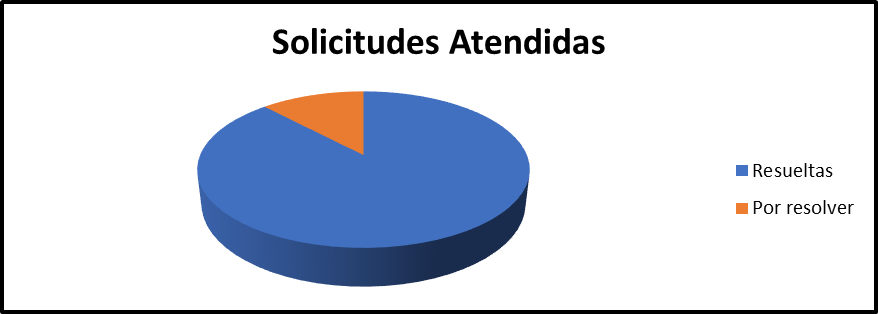 Solicitudes Atendidas
Resueltas
Por resolver